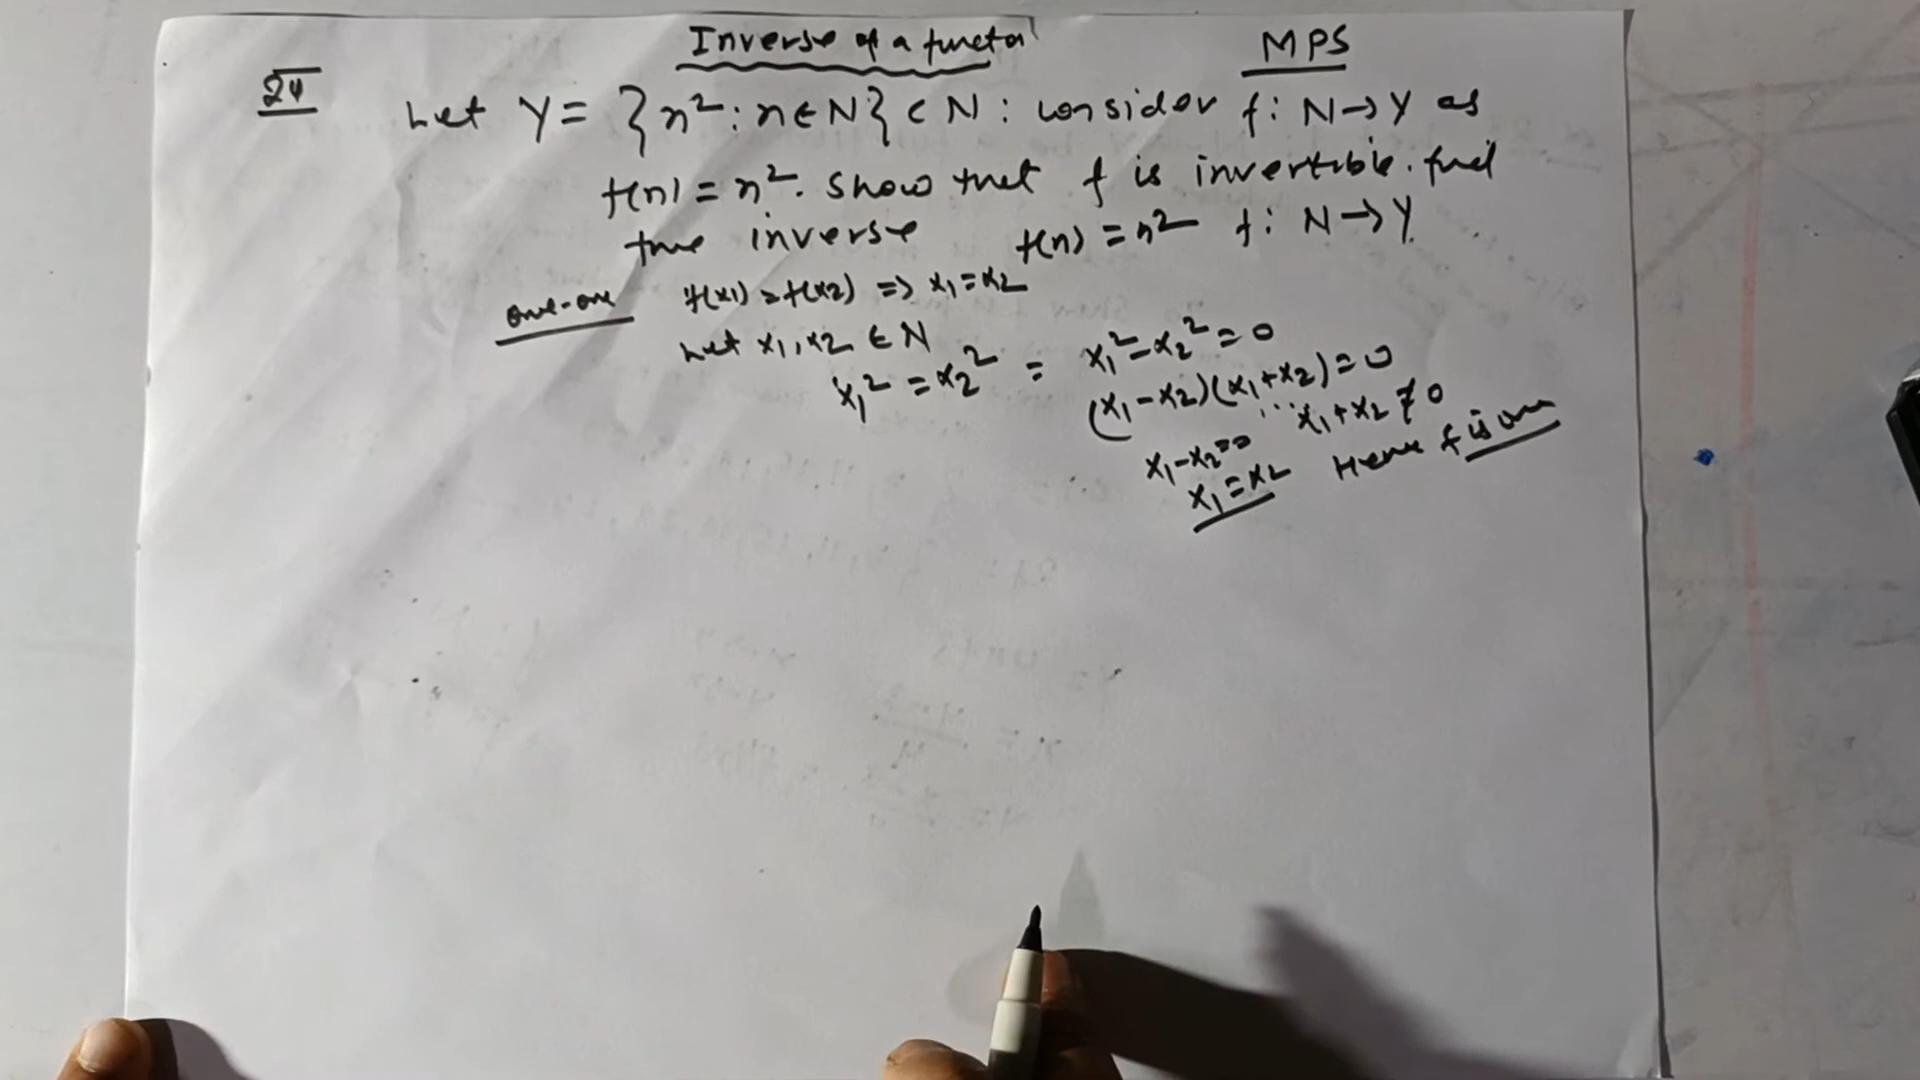 Inverse of a function MPS
24
Let Y = {n²: n ∈ N} ⊂ N : consider f: N → Y as
f(n) = n². Show that f is invertible. find
the inverse f(n) = n² f: N → Y
one-one f(x1) = f(x2) => x1 = x2
Let x1, x2 ∈ N
x1² = x2² = x1² - x2² = 0
(x1 - x2)(x1 + x2) = 0
x1 - x2 = 0 ∵ x1 + x2 ≠ 0
x1 = x2 Hence f is one